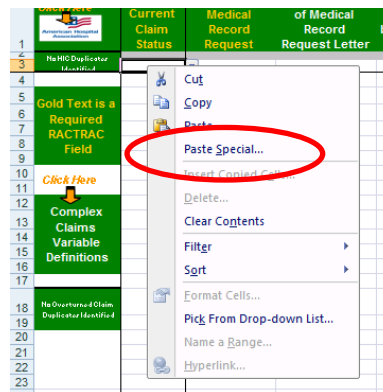 Click Here
American Hospital
Association
Current
Claim
Status
Medical
Record
Request
of Medical
Record
Request Letter
1
2
3
No HIC Duplicates
Identified
4
5
6
7
8
9
Gold Text is a
Required
RACTRAC
Field
10
11
Click Here
12
13
14
15
16
17
Complex
Claims
Variable
Definitions
18
19
No Overturned Claim
Duplicates Identified
20
21
22
23
Cut
Copy
Paste
Paste Special...
Insert Copied Cells...
Delete...
Clear Contents
Filter
Sort
Format Cells...
Pick From Drop-down List...
Name a Range...
Hyperlink...